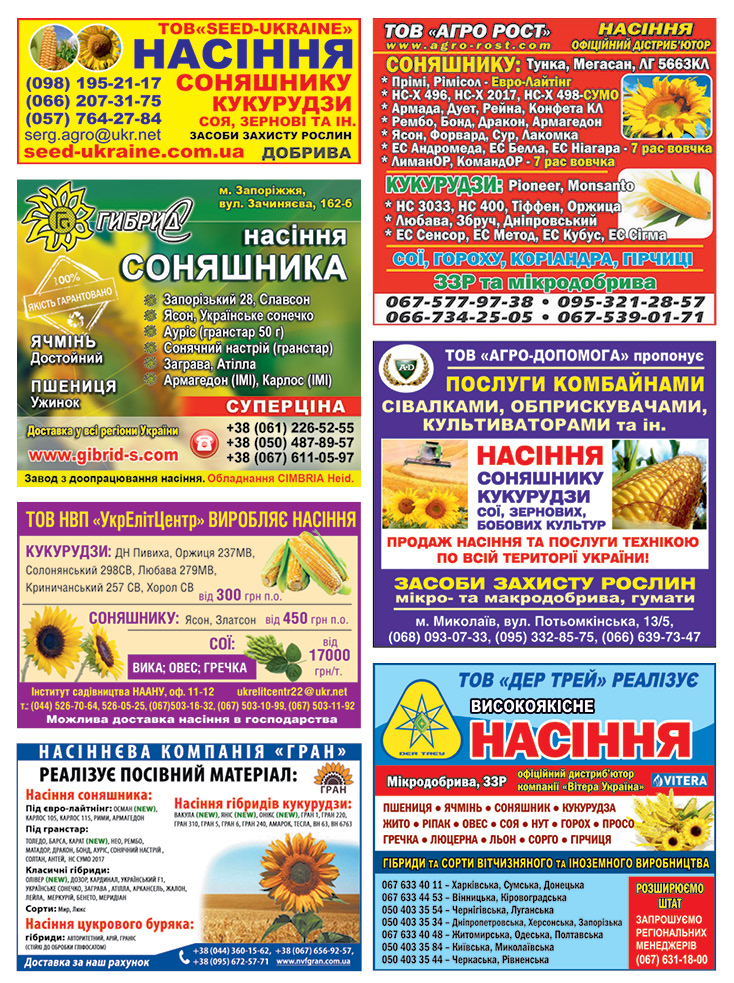 ТОВ«SEED-UKRAINE»
НАСІННЯ
(098) 195-21-17
(066) 207-31-75
(057) 764-27-84
serg.agro@ukr.net
seed-ukraine.com.ua
СОНЯШНИКУ
КУКУРУДЗИ
СОЯ, ЗЕРНОВІ ТА ІН.
ЗАСОБИ ЗАХИСТУ РОСЛИН
ДОБРИВА
ГИБРИД С
м. Запоріжжя,
вул. Зачиняєва, 162-б
насіння
СОНЯШНИКА
100%
ЯКІСТЬ ГАРАНТОВАНО
Запорізький 28, Славсон
Ясон, Українське сонечко
Ауріс (гранстар 50 г)
Сонячний настрій (гранстар)
Заграва, Атілла
Армагедон (ІМІ), Карлос (ІМІ)
ЯЧМІНЬ
Достойний
ПШЕНИЦЯ
Ужинок
СУПЕРЦІНА
Доставка у всі регіони України
www.gibrid-s.com
+38 (061) 226-52-55
+38 (050) 487-89-57
+38 (067) 611-05-97
Завод з доопрацювання насіння. Обладнання CIMBRIA Heid.
ТОВ НВП «УкрЕлітЦентр» ВИРОБЛЯЄ НАСІННЯ
КУКУРУДЗИ: ДН Пивиха, Оржиця 237МВ,
Солонянський 298СВ, Любава 279МВ,
Криничанський 257 СВ, Хорол СВ
від 300 грн п.о.
СОНЯШНИКУ: Ясон, Златсон від 450 грн п.о.
СОЇ:
від
17000
грн/т.
ВИКА; ОВЕС; ГРЕЧКА
Інститут садівництва НААНУ, оф. 11-12 ukrelitcentr22@ukr.net
т.: (044) 526-70-64, 526-05-25, (067)503-16-32, (067) 503-10-99, (067) 503-11-92
Можлива доставка насіння в господарства
НАСІННЄВА КОМПАНІЯ «ГРАН»
РЕАЛІЗУЄ ПОСІВНИЙ МАТЕРІАЛ:
ГРАН
Насіння соняшника:
Під євро-лайтнінг: ОСМАН (NEW),
КАРЛОС 105, КАРЛОС 115, РИМИ, АРМАГЕДОН
Під гранстар:
ТОЛЕДО, БАРСА, КАРАТ (NEW), НЕО, РЕМБО,
МАТАДОР, ДРАКОН, БОНД, АУРІС, СОНЯЧНИЙ НАСТРІЙ,
СОЛТАН, АНТЕЙ, НС СУМО 2017
Класичні гібриди:
ОЛІВЕР (NEW), ДОЗОР, КАРДИНАЛ, УКРАЇНСЬКИЙ F1,
УКРАЇНСЬКЕ СОНЕЧКО, ЗАГРАВА, АТІЛЛА, АРКАНСЕЛЬ, ЖАЛОН,
ЛЕЙЛА, МЕРКУРІЙ, БЕНЕТО, МЕРИДІАН
Сорти: Мир, Люкс
Насіння цукрового буряка:
гібриди: АВТОРИТЕТНИЙ, АРІЙ, ГРАНІС
(СТІЙКІ ДО ОБРОБКИ ГЛІФОСАТОМ)
Насіння гібридів кукурудзи:
ВАКУЛА (NEW), ЯНІС (NEW), ОНІКС (NEW), ГРАН 1, ГРАН 220,
ГРАН 310, ГРАН 5, ГРАН 6, ГРАН 240, АМАРОК, ТЕСЛА, ВН 63, ВН 6763
Доставка за наш рахунок
+38 (044) 360-15-62, +38 (067) 656-92-57,
+38 (095) 672-57-71 www.nvfgran.com.ua
ТОВ «АГРО РОСТ»
www.agro-rost.com
НАСІННЯ
ОФІЦІЙНИЙ ДІСТРИБ'ЮТОР
СОНЯШНИКУ: Тунка, Мегасан, ЛГ 5663КЛ
* Прімі, Рімісол - Евро-Лайтінг
* НС-Х 496, НС-Х 2017, НС-Х 498-СУМО
* Армада, Дует, Рейна, Конфета КЛ
* Рембо, Бонд, Дракон, Армагедон
* Ясон, Форвард, Сур, Лакомка
* ЕС Андромеда, ЕС Белла, ЕС Ніагара - 7 рас вовчка
* ЛиманОР, КомандОР - 7 рас вовчка
КУКУРУДЗИ: Pioneer, Monsanto
* НС 3033, НС 400, Тіффен, Оржица
* Любава, Збруч, Дніпровський
* ЕС Сенсор, ЕС Метод, ЕС Кубус, ЕС Сігма
СОЇ, ГОРОХУ, КОРІАНДРА, ГІРЧИЦІ
ЗЗР та мікродобрива
067-577-97-38 • 095-321-28-57
066-734-25-05 • 067-539-01-71
A-D
ТОВ «АГРО-ДОПОМОГА» пропонує
ПОСЛУГИ КОМБАЙНАМИ
СІВАЛКАМИ, ОБПРИСКУВАЧАМИ,
КУЛЬТИВАТОРАМИ та ін.
НАСІННЯ
СОНЯШНИКУ
КУКУРУДЗИ
СОЇ, ЗЕРНОВИХ,
БОБОВИХ КУЛЬТУР
ПРОДАЖ НАСІННЯ ТА ПОСЛУГИ ТЕХНІКОЮ
ПО ВСІЙ ТЕРИТОРІЇ УКРАЇНИ!
ЗАСОБИ ЗАХИСТУ РОСЛИН
мікро- та макродобрива, гумати
м. Миколаїв, вул. Потьомкінська, 13/5,
(068) 093-07-33, (095) 332-85-75, (066) 639-73-47
DER TREY
ТОВ «ДЕР ТРЕЙ» РЕАЛІЗУЄ
ВИСОКОЯКІСНЕ
НАСІННЯ
Мікродобрива, ЗЗР
офіційний дистриб'ютор
компанії «Вітера Україна»
VITERA
ПШЕНИЦЯ • ЯЧМІНЬ • СОНЯШНИК • КУКУРУДЗА
ЖИТО • РІПАК • ОВЕС • СОЯ • НУТ • ГОРОХ • ПРОСО
ГРЕЧКА • ЛЮЦЕРНА • ЛЬОН • СОРГО • ГІРЧИЦЯ
ГІБРИДИ ТА СОРТИ ВІТЧИЗНЯНОГО ТА ІНОЗЕМНОГО ВИРОБНИЦТВА
067 633 40 11 – Харківська, Сумська, Донецька
067 633 44 53 – Вінницька, Кіровоградська
050 403 35 54 – Чернігівська, Луганська
050 403 35 34 – Дніпропетровська, Херсонська, Запорізька
067 633 40 48 – Житомирська, Одеська, Полтавська
050 403 35 84 – Київська, Миколаївська
050 403 35 44 – Черкаська, Рівненська
РОЗШИРЮЄМО
ШТАТ
ЗАПРОШУЄМО
РЕГІОНАЛЬНИХ
МЕНЕДЖЕРІВ
(067) 631-18-00